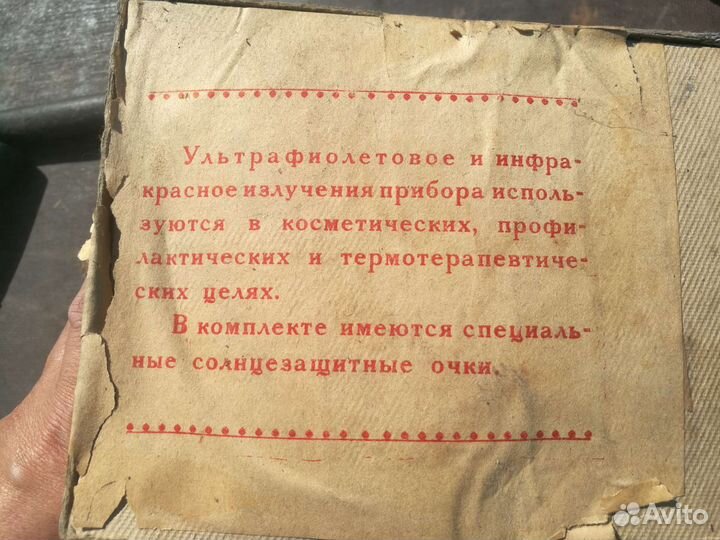 Ультрафиолетовое и инфра-
красное излучения прибора исполь-
зуются в косметических, профи-
лактических и термотерапевтиче-
ских целях.
В комплекте имеются специаль-
ные солнцезащитные очки.
Avito